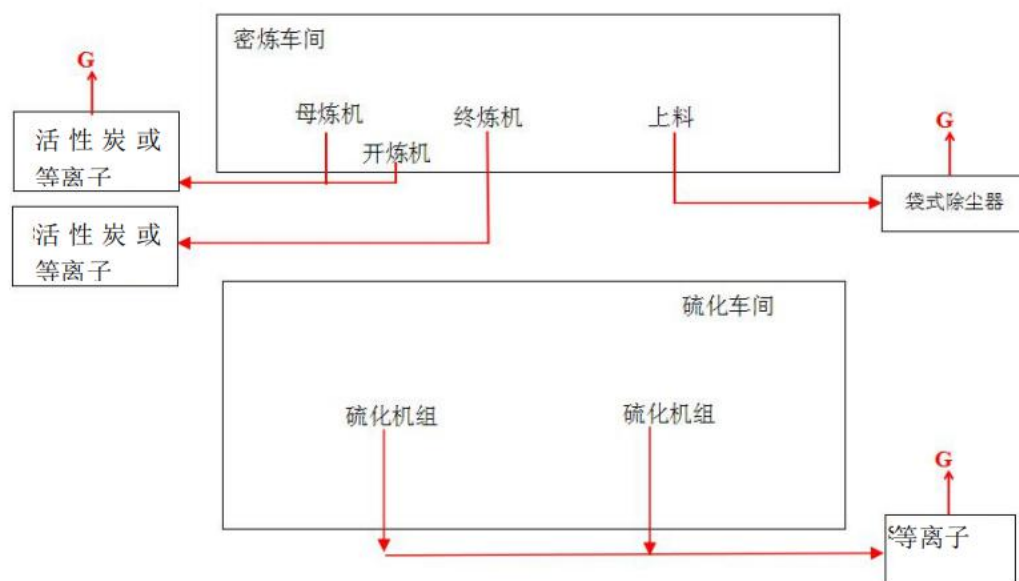 密炼车间
G
母炼机
终炼机
上料
G
活性炭或
等离子
开炼机
袋式除尘器
活性炭或
等离子
硫化车间
硫化机组
硫化机组
G
等离子